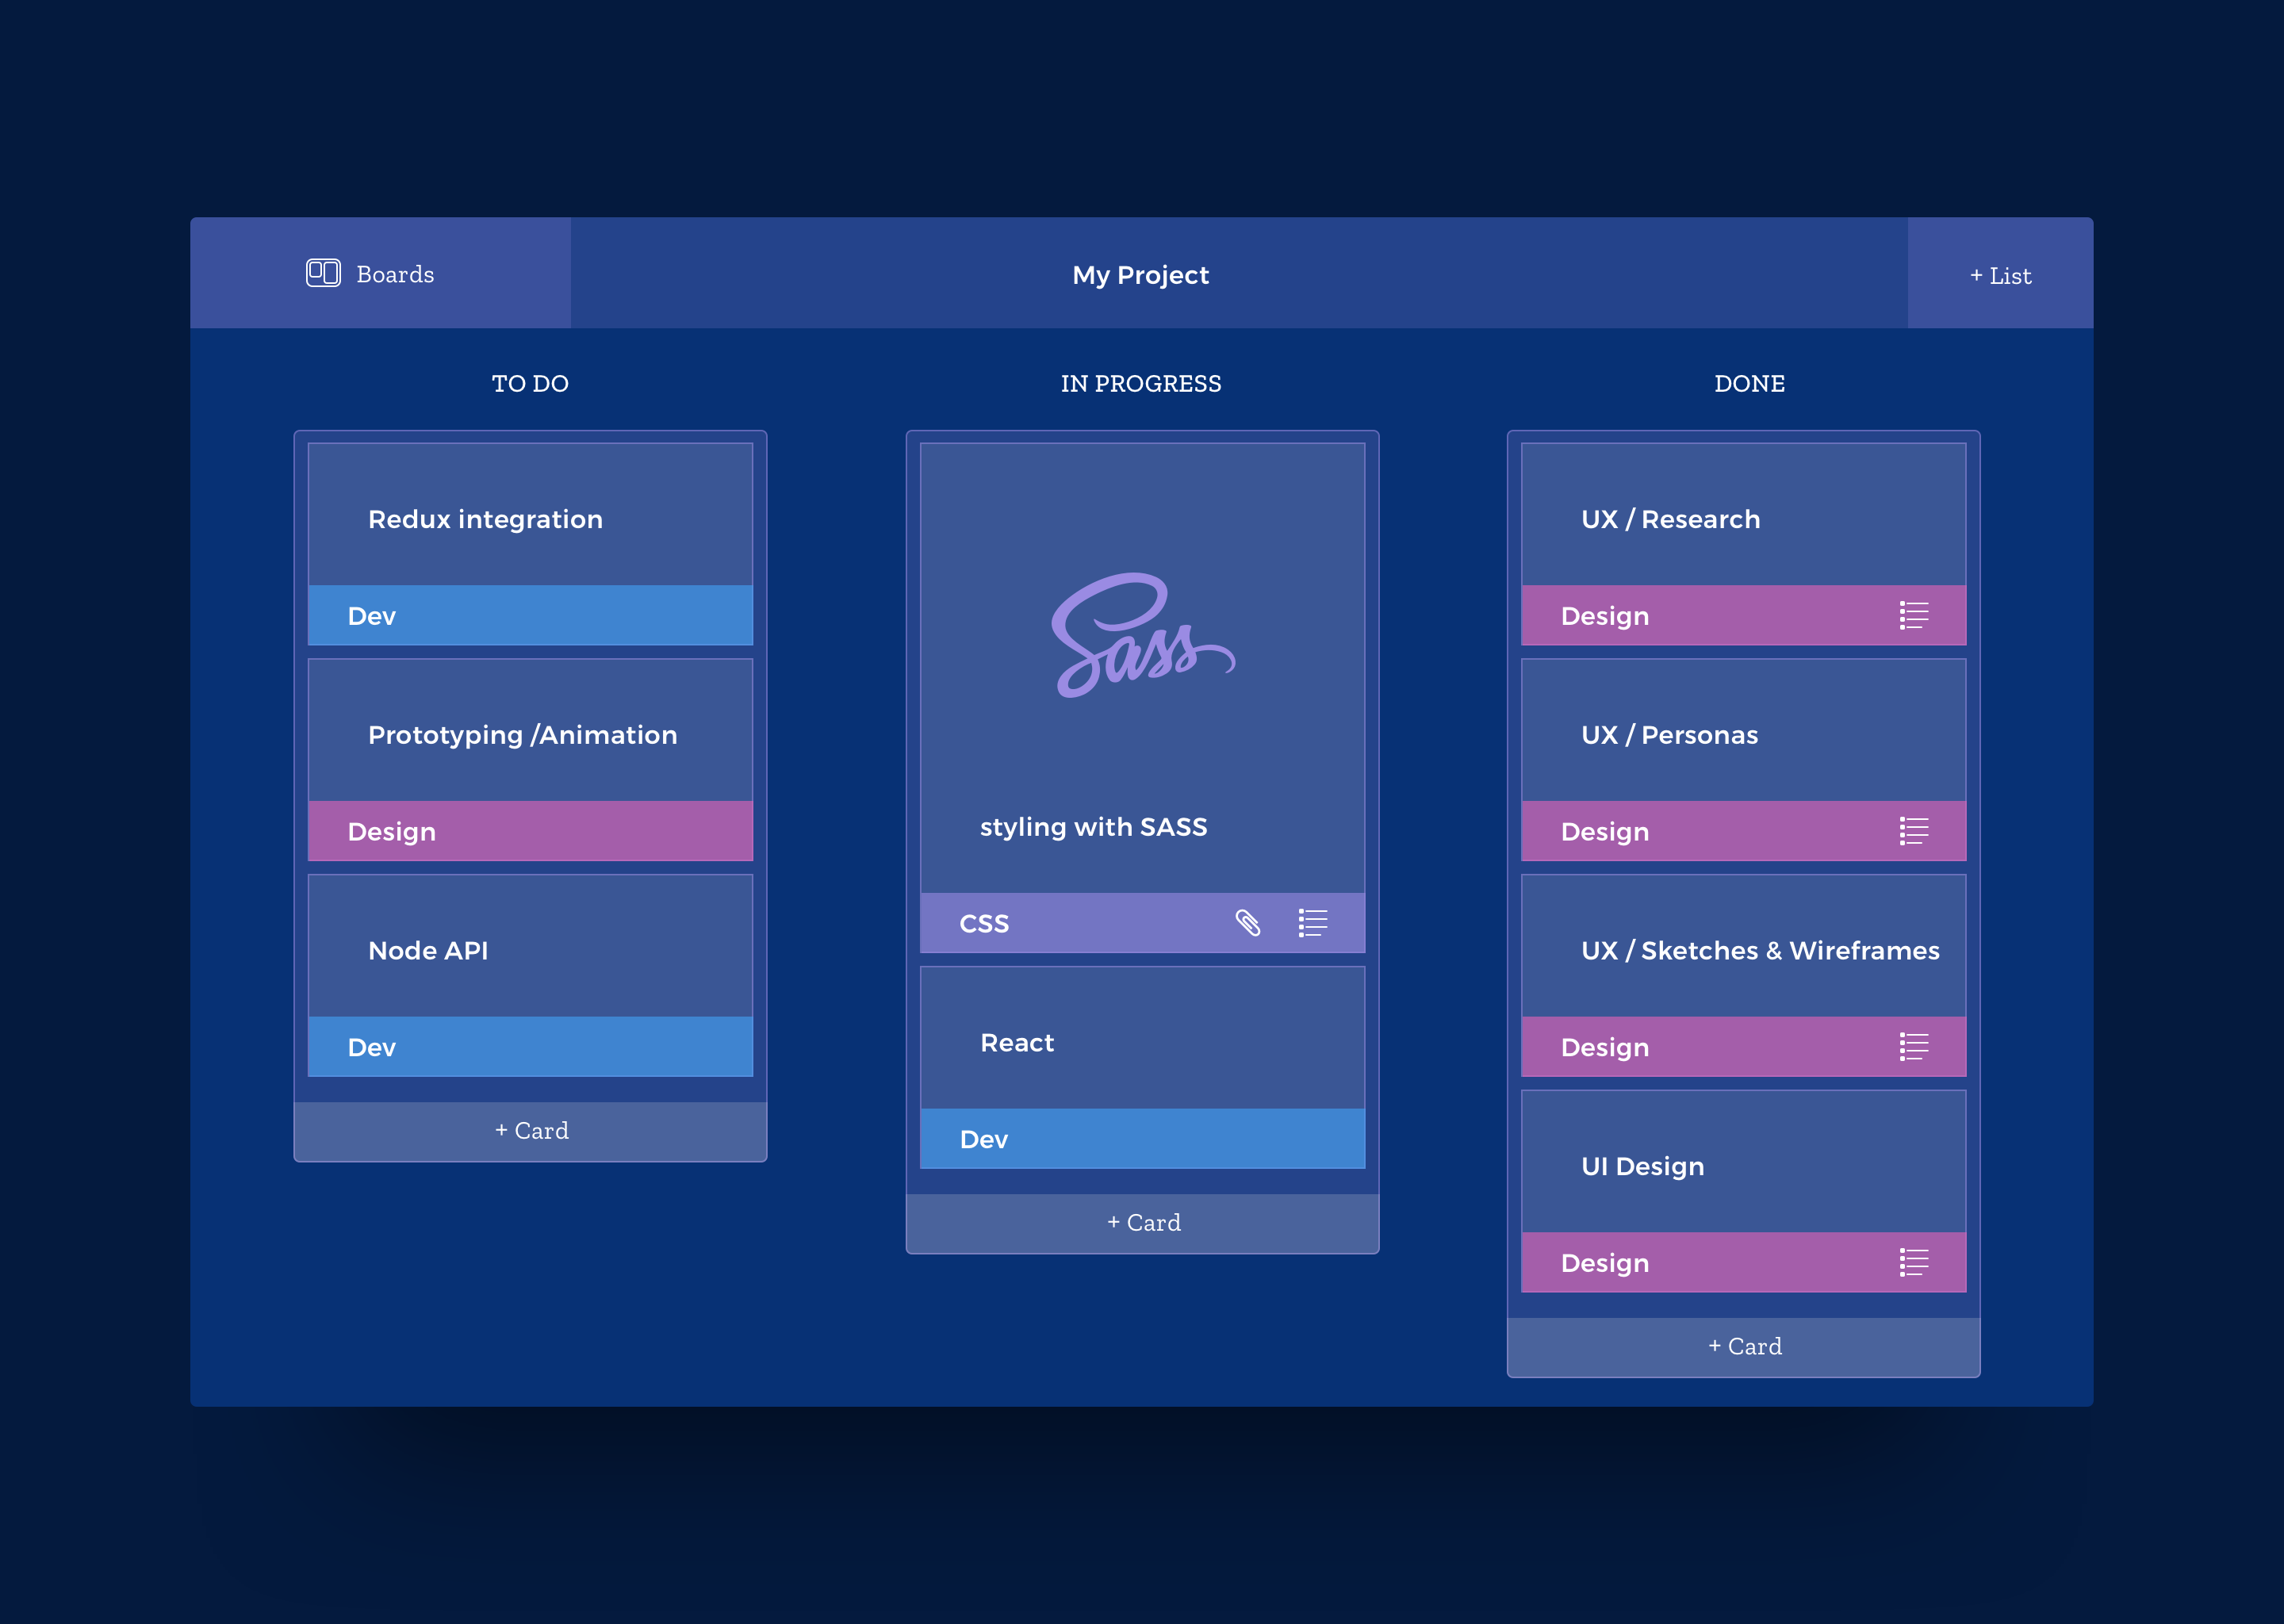 Boards
My Project
+ List
TO DO
Redux integration
Dev
Prototyping /Animation
Design
Node API
Dev
+ Card
IN PROGRESS
Sass
styling with SASS
CSS
React
Dev
+ Card
DONE
UX / Research
Design
UX / Personas
Design
UX / Sketches & Wireframes
Design
UI Design
Design
+ Card